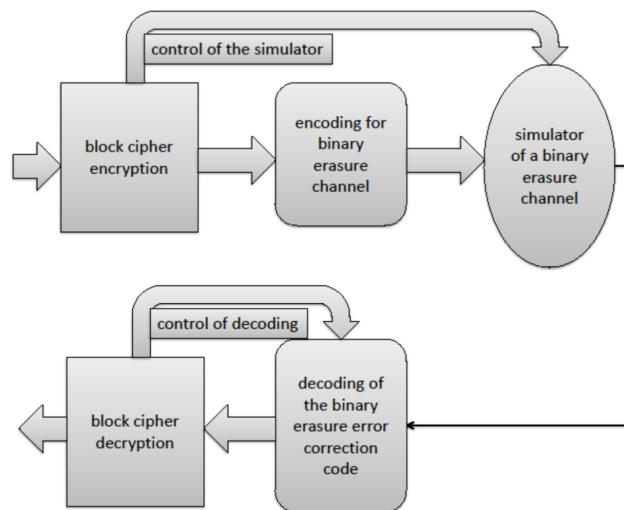 control of the simulator
block cipher
encryption
encoding for
binary
erasure
channel
simulator
of a binary
erasure
channel
control of decoding
block cipher
decryption
decoding of
the binary
erasure error
correction
code